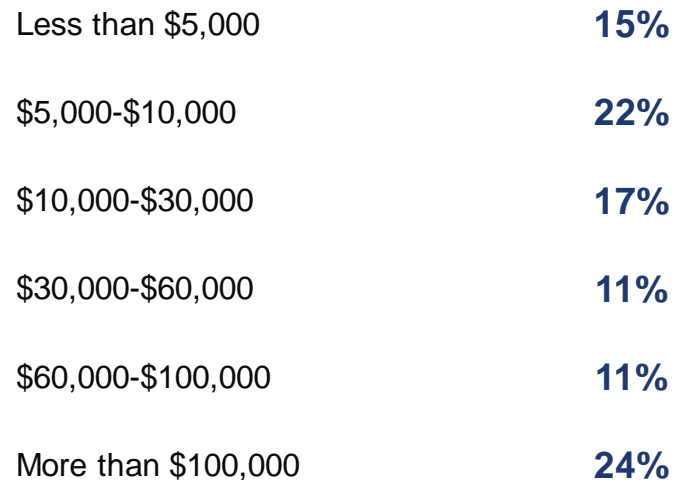 Less than $5,000 15%
$5,000-$10,000 22%
$10,000-$30,000 17%
$30,000-$60,000 11%
$60,000-$100,000 11%
More than $100,000 24%